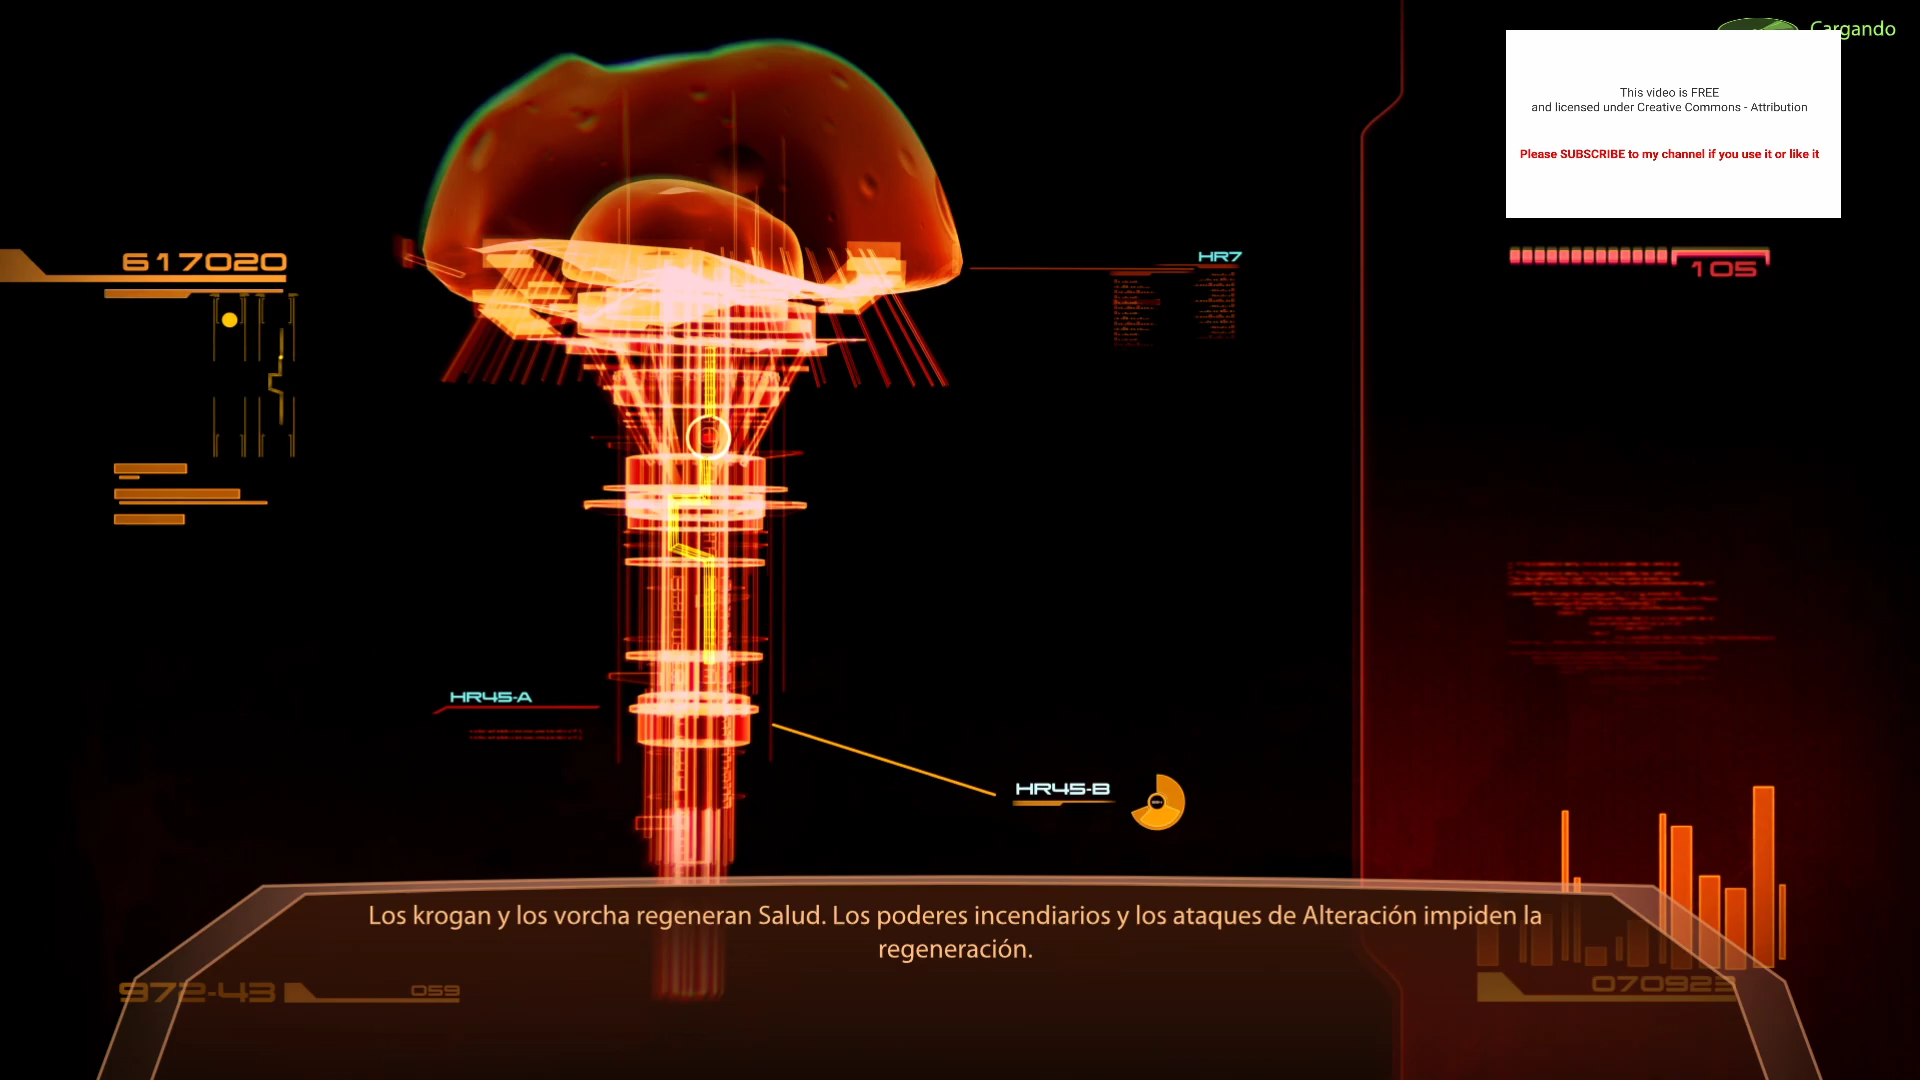 Cargando
This video is FREE
and licensed under Creative Commons - Attribution
Please SUBSCRIBE to my channel if you use it or like it
617020
HR7
105
HR45-A
HR45-B
Los krogan y los vorcha regeneran Salud. Los poderes incendiarios y los ataques de Alteración impiden la
regeneración.
972-43
059
070923